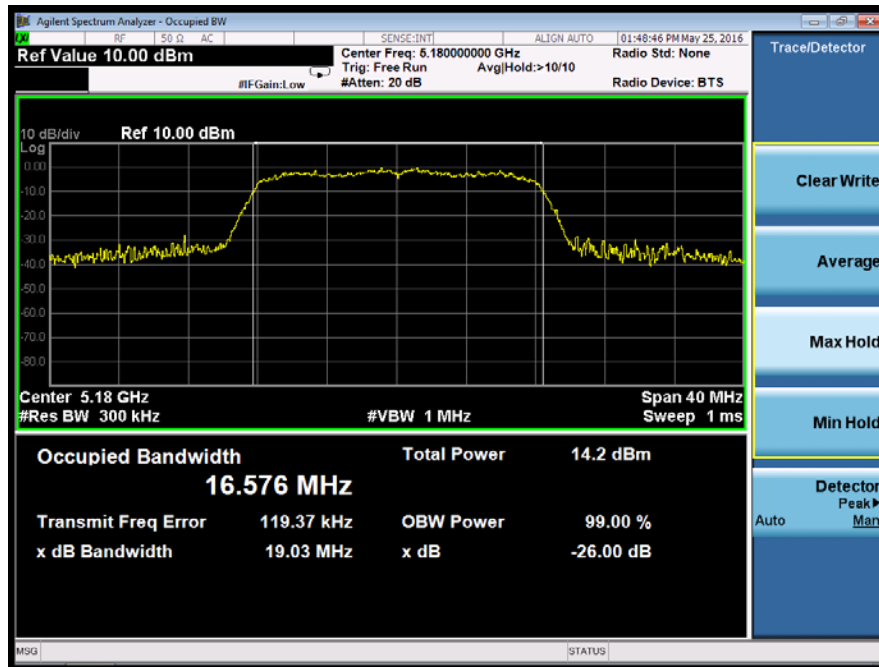 Agilent Spectrum Analyzer - Occupied BW
RF 50 Ω AC SENSE:INT ALIGN AUTO 01:48:46 PM May 25, 2016
Ref Value 10.00 dBm
Center Freq: 5.180000000 GHz
Radio Std: None
Trig: Free Run Avg|Hold:>10/10
#IFGain:Low
#Atten: 20 dB
Radio Device: BTS
10 dB/div Ref 10.00 dBm
Log
0.00
-10.0
-20.0
-30.0
-40.0
-50.0
-60.0
-70.0
-80.0
Center 5.18 GHz
Span 40 MHz
#Res BW 300 kHz
#VBW 1 MHz
Sweep 1 ms
Occupied Bandwidth
Total Power 14.2 dBm
16.576 MHz
Transmit Freq Error 119.37 kHz
OBW Power 99.00 %
x dB Bandwidth 19.03 MHz
x dB -26.00 dB
MSG
STATUS
Trace/Detector
Clear Write
Average
Max Hold
Min Hold
Detector
Peak▶
Auto Man